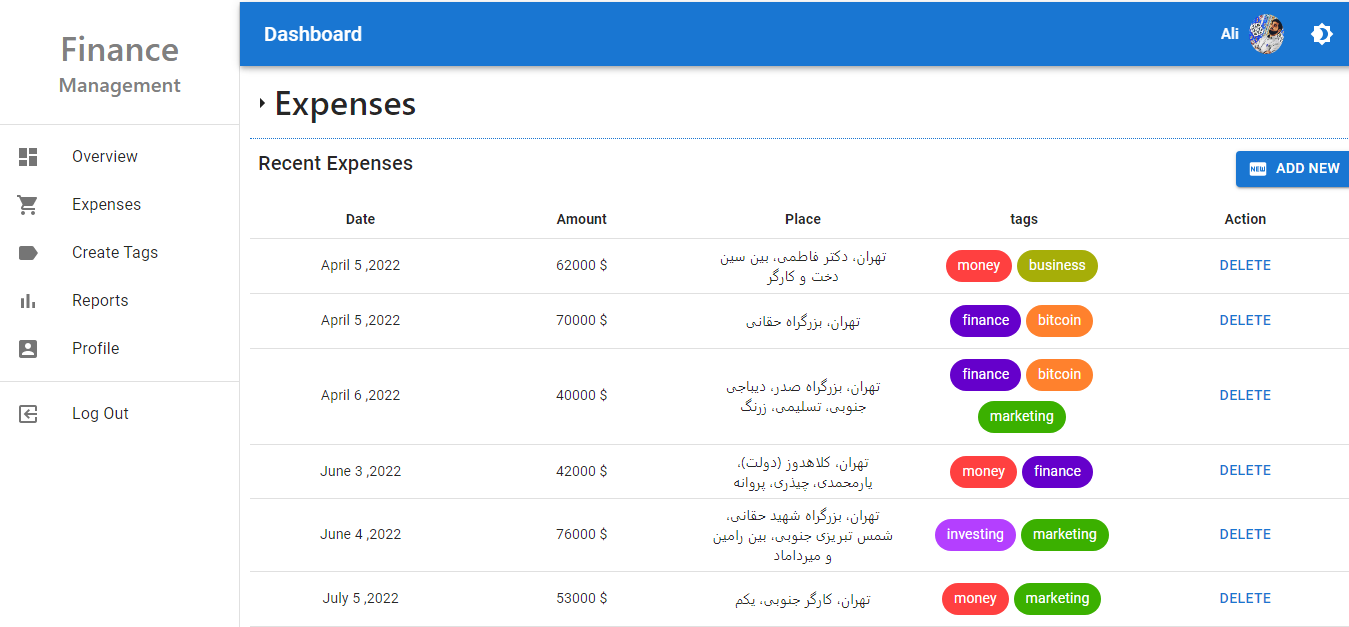 Finance
Management
Dashboard
Ali
Overview
Expenses
Create Tags
Reports
Profile
Log Out
Expenses
Recent Expenses
NEW ADD NEW
Date Amount Place tags Action
April 5 ,2022 62000 $ تهران، دکتر فاطمی، بین سین
دخت و کارگر
money business DELETE
April 5 ,2022 70000 $ تهران، بزرگراه حقانی finance bitcoin DELETE
April 6 ,2022 40000 $ تهران، بزرگراه صدر، دیباجی
جنوبی، تسلیمی، زرنگ
finance bitcoin
marketing
DELETE
June 3 ,2022 42000 $ تهران، کلاهدوز (دولت)،
یارمحمدی، چیذری، پروانه
money finance DELETE
June 4 ,2022 76000 $ تهران، بزرگراه شهید حقانی،
شمس تبریزی جنوبی، بین رامین
و میرداماد
investing marketing DELETE
July 5 ,2022 53000 $ تهران، کارگر جنوبی، یکم money marketing DELETE